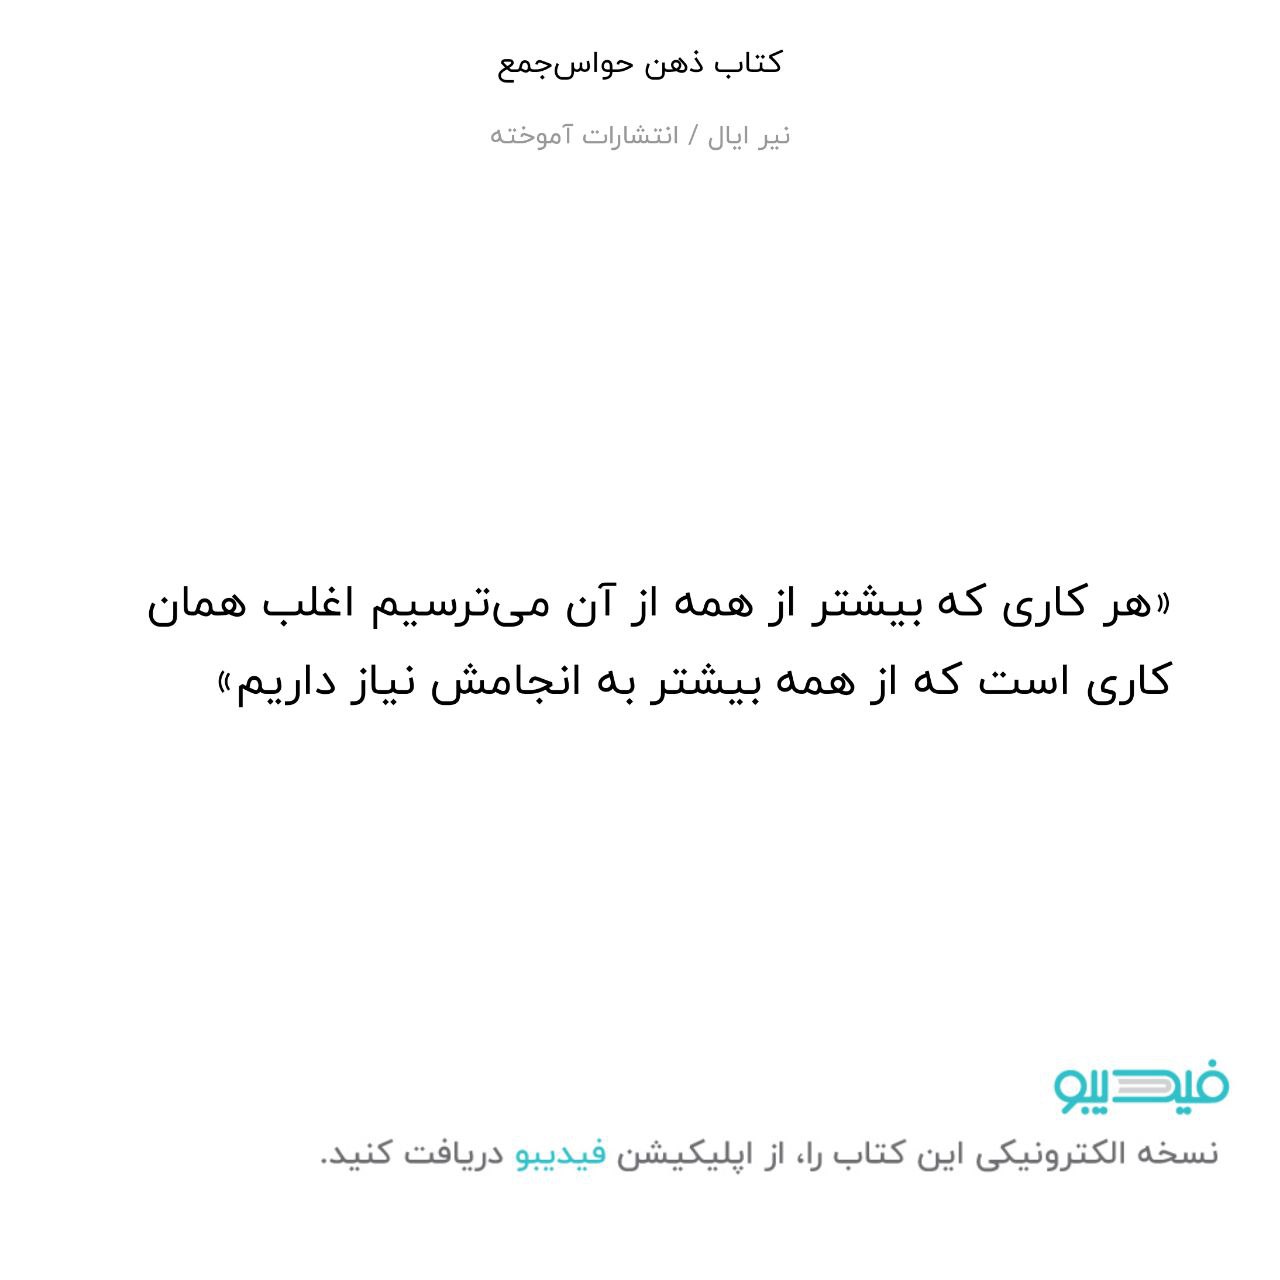 کتاب ذهن حواس‌جمع
نیر ایال / انتشارات آموخته
«هر کاری که بیشتر از همه از آن می‌ترسیم اغلب همان
کاری است که از همه بیشتر به انجامش نیاز داریم»
فیدیبو
نسخه الکترونیکی این کتاب را، از اپلیکیشن فیدیبو دریافت کنید.